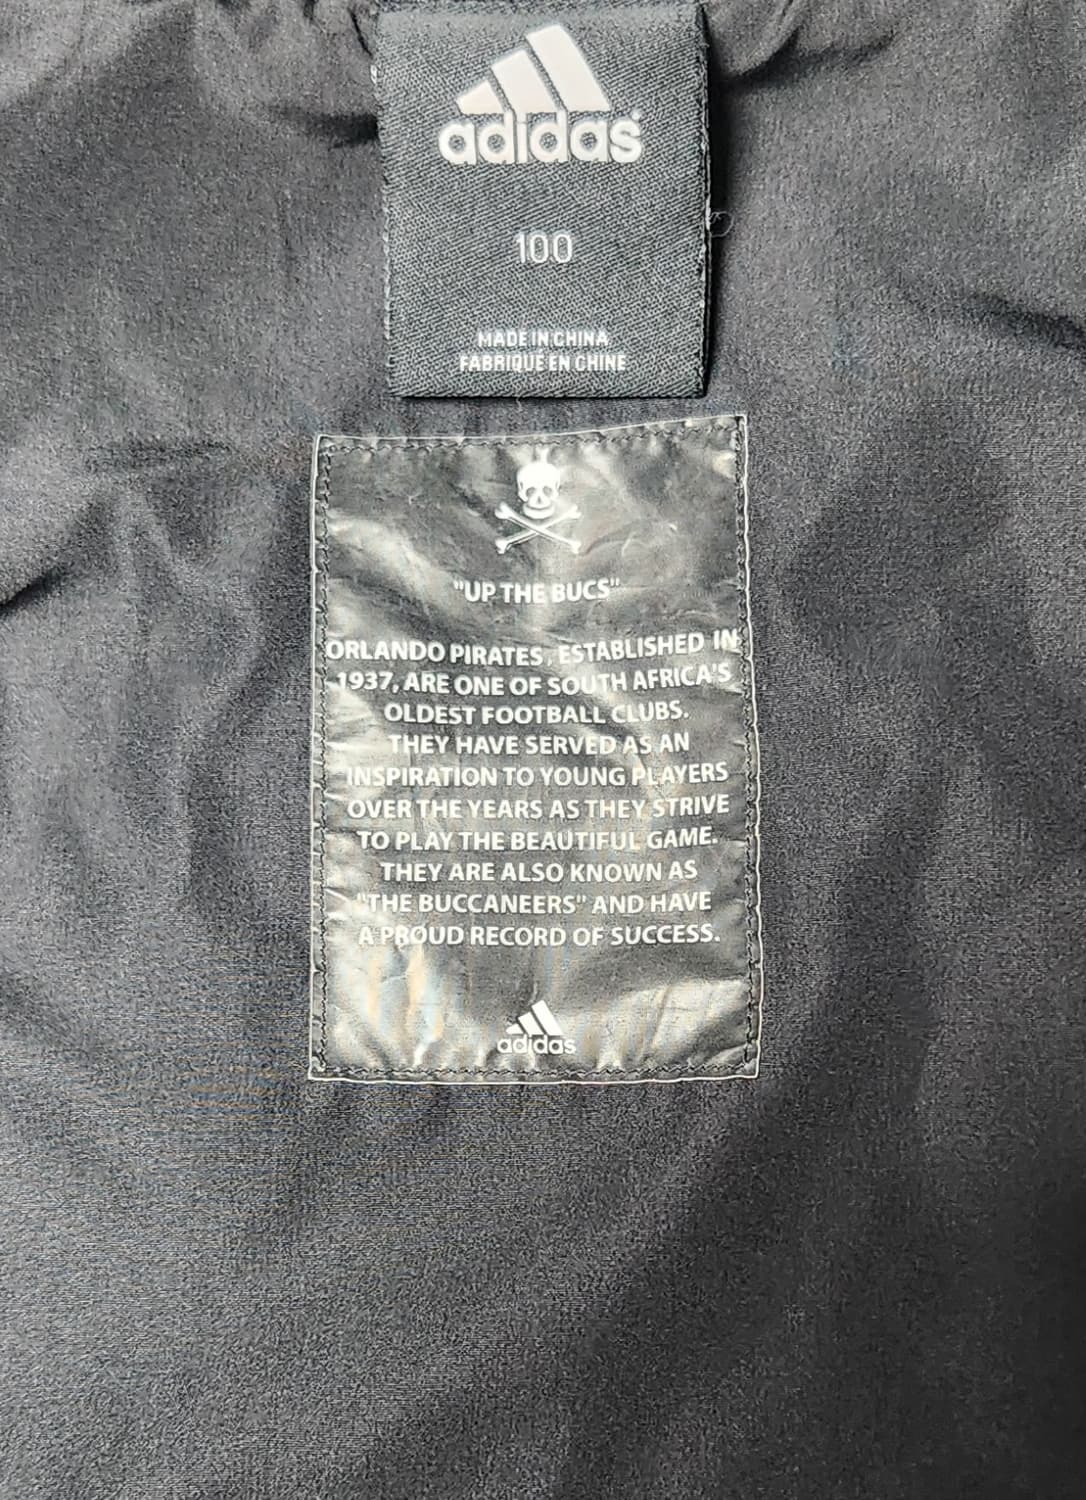 adidas
100
MADE IN CHINA
FABRIQUE EN CHINE
"UP THE BUCS"
ORLANDO PIRATES, ESTABLISHED IN
1937, ARE ONE OF SOUTH AFRICA'S
OLDEST FOOTBALL CLUBS.
THEY HAVE SERVED AS AN
INSPIRATION TO YOUNG PLAYERS
OVER THE YEARS AS THEY STRIVE
TO PLAY THE BEAUTIFUL GAME.
THEY ARE ALSO KNOWN AS
"THE BUCCANEERS" AND HAVE
A PROUD RECORD OF SUCCESS.
adidas